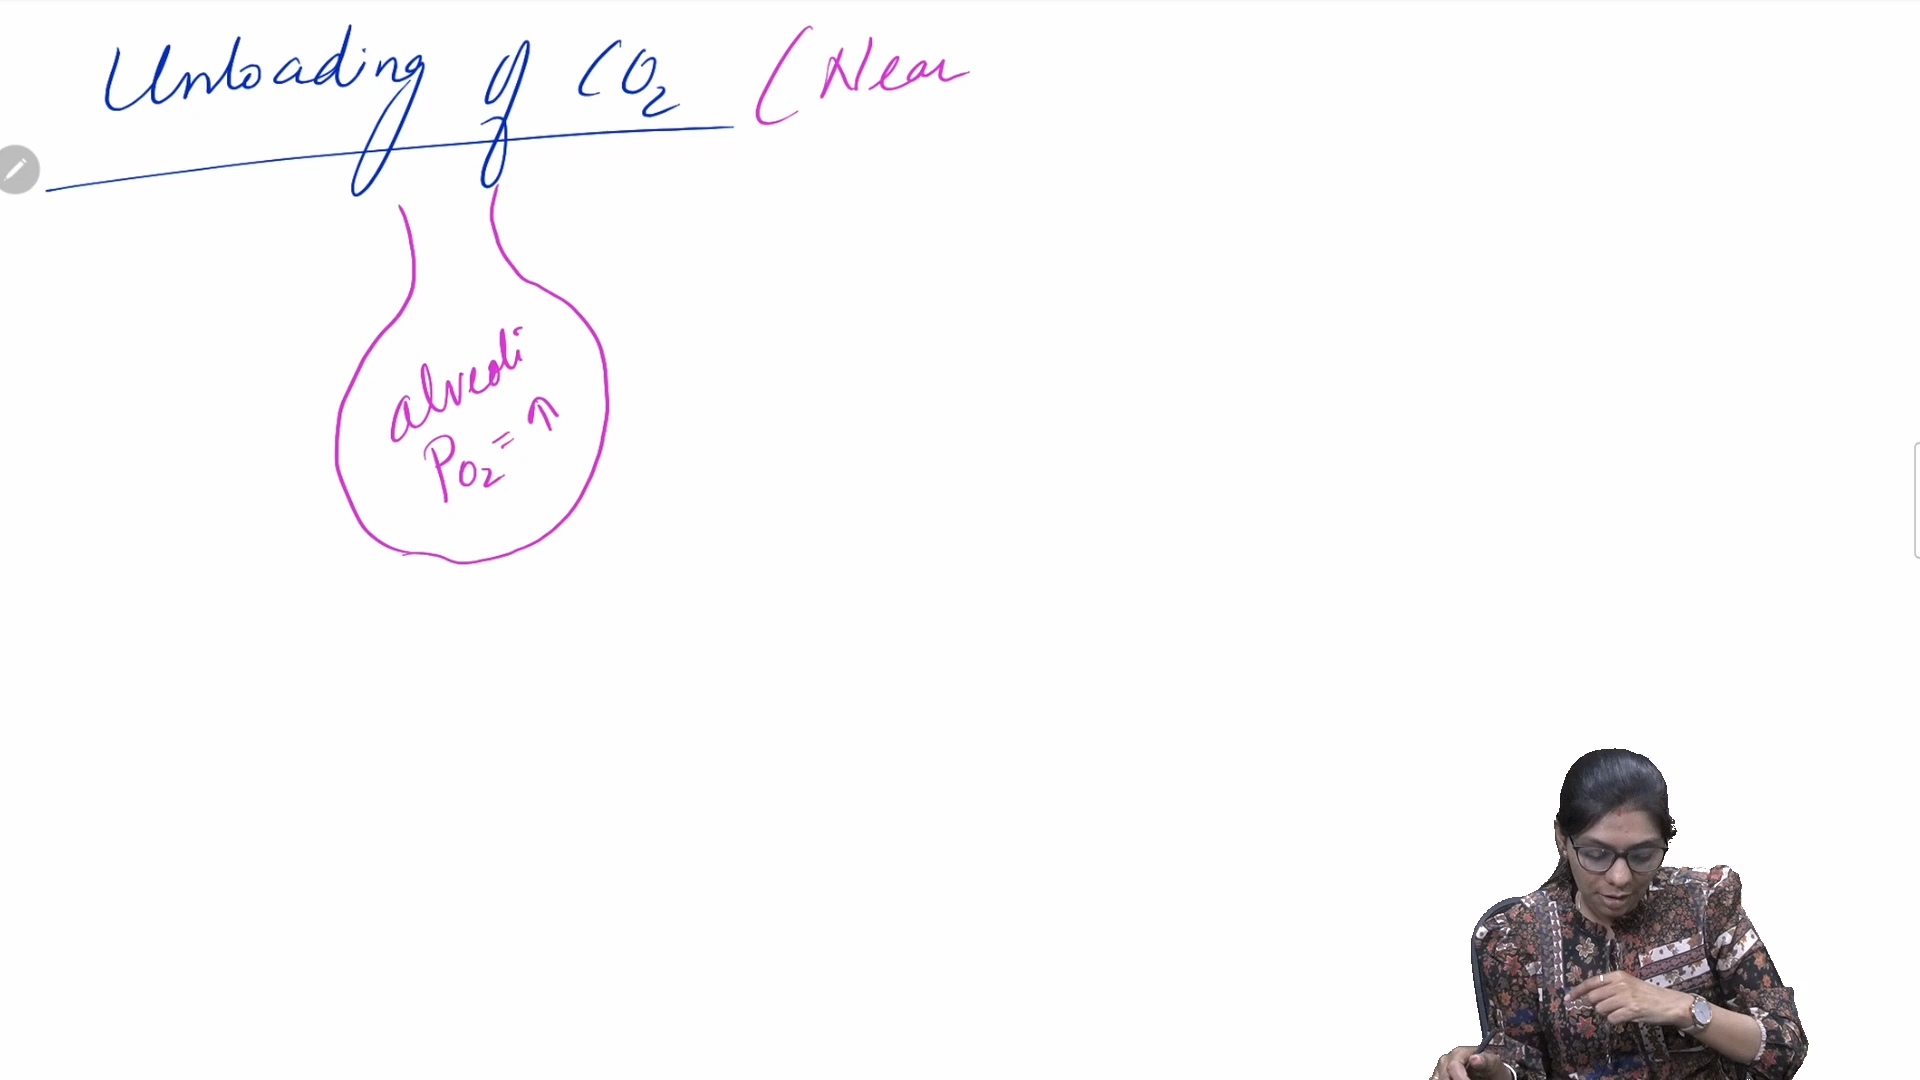 Unloading of CO₂ (Near
alveoli
PO₂ = ↑